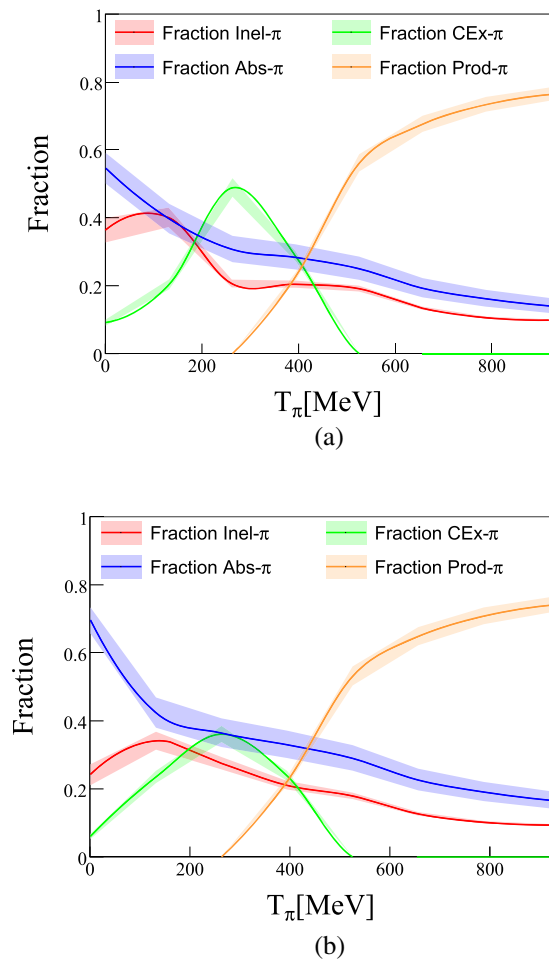 Fraction Inel-π Fraction CEx-π
Fraction Abs-π Fraction Prod-π
1
0.8
0.6
0.4
0.2
0
Fraction
0 200 400 600 800
T_π[MeV]
(a)
Fraction Inel-π Fraction CEx-π
Fraction Abs-π Fraction Prod-π
1
0.8
0.6
0.4
0.2
0
Fraction
0 200 400 600 800
T_π[MeV]
(b)